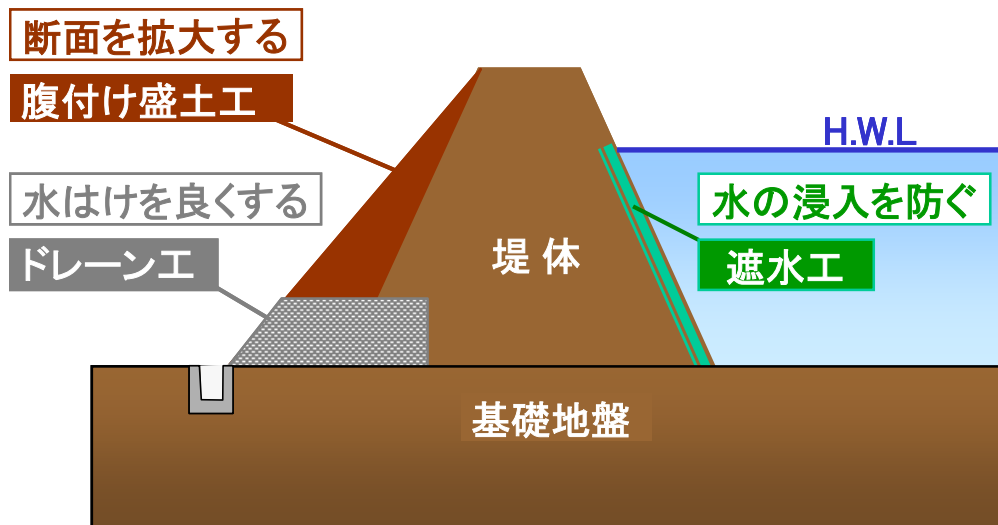 断面を拡大する
腹付け盛土工
H.W.L
水はけを良くする
水の浸入を防ぐ
ドレーン工
堤 体
遮水工
基礎地盤